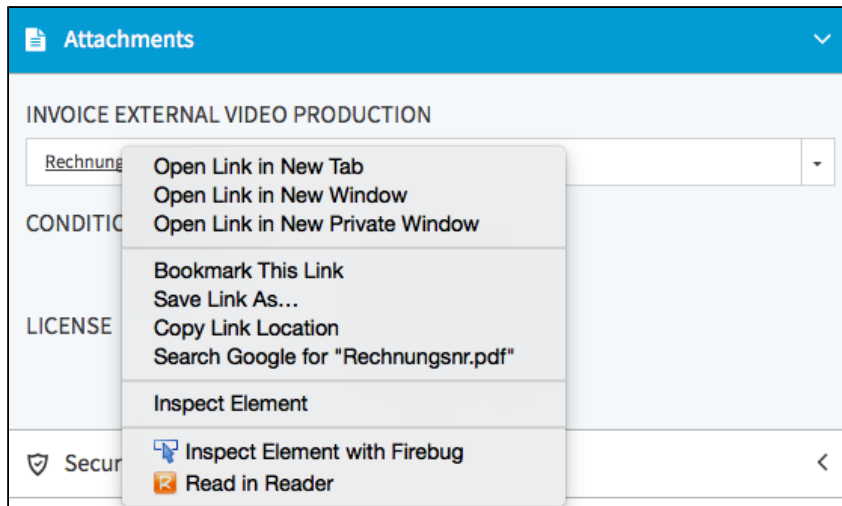 Attachments
INVOICE EXTERNAL VIDEO PRODUCTION
Rechnung
Open Link in New Tab
Open Link in New Window
CONDITIO
Open Link in New Private Window
Bookmark This Link
Save Link As...
LICENSE
Copy Link Location
Search Google for "Rechnungsnr.pdf"
Inspect Element
Inspect Element with Firebug
Secur
Read in Reader